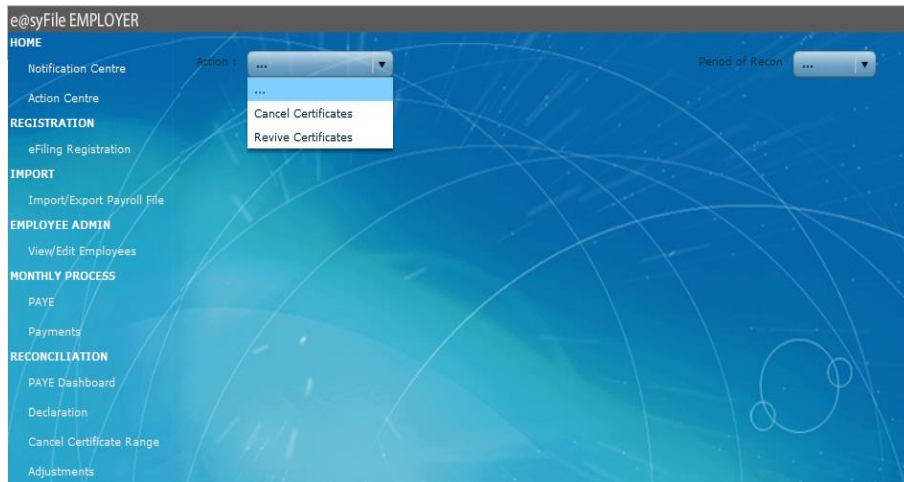 e@syFile EMPLOYER
HOME
Notification Centre
Action : ...
Period of Recon ...
...
Action Centre
Cancel Certificates
REGISTRATION
Revive Certificates
eFiling Registration
IMPORT
Import/Export Payroll File
EMPLOYEE ADMIN
View/Edit Employees
MONTHLY PROCESS
PAYE
Payments
RECONCILIATION
PAYE Dashboard
Declaration
Cancel Certificate Range
Adjustments